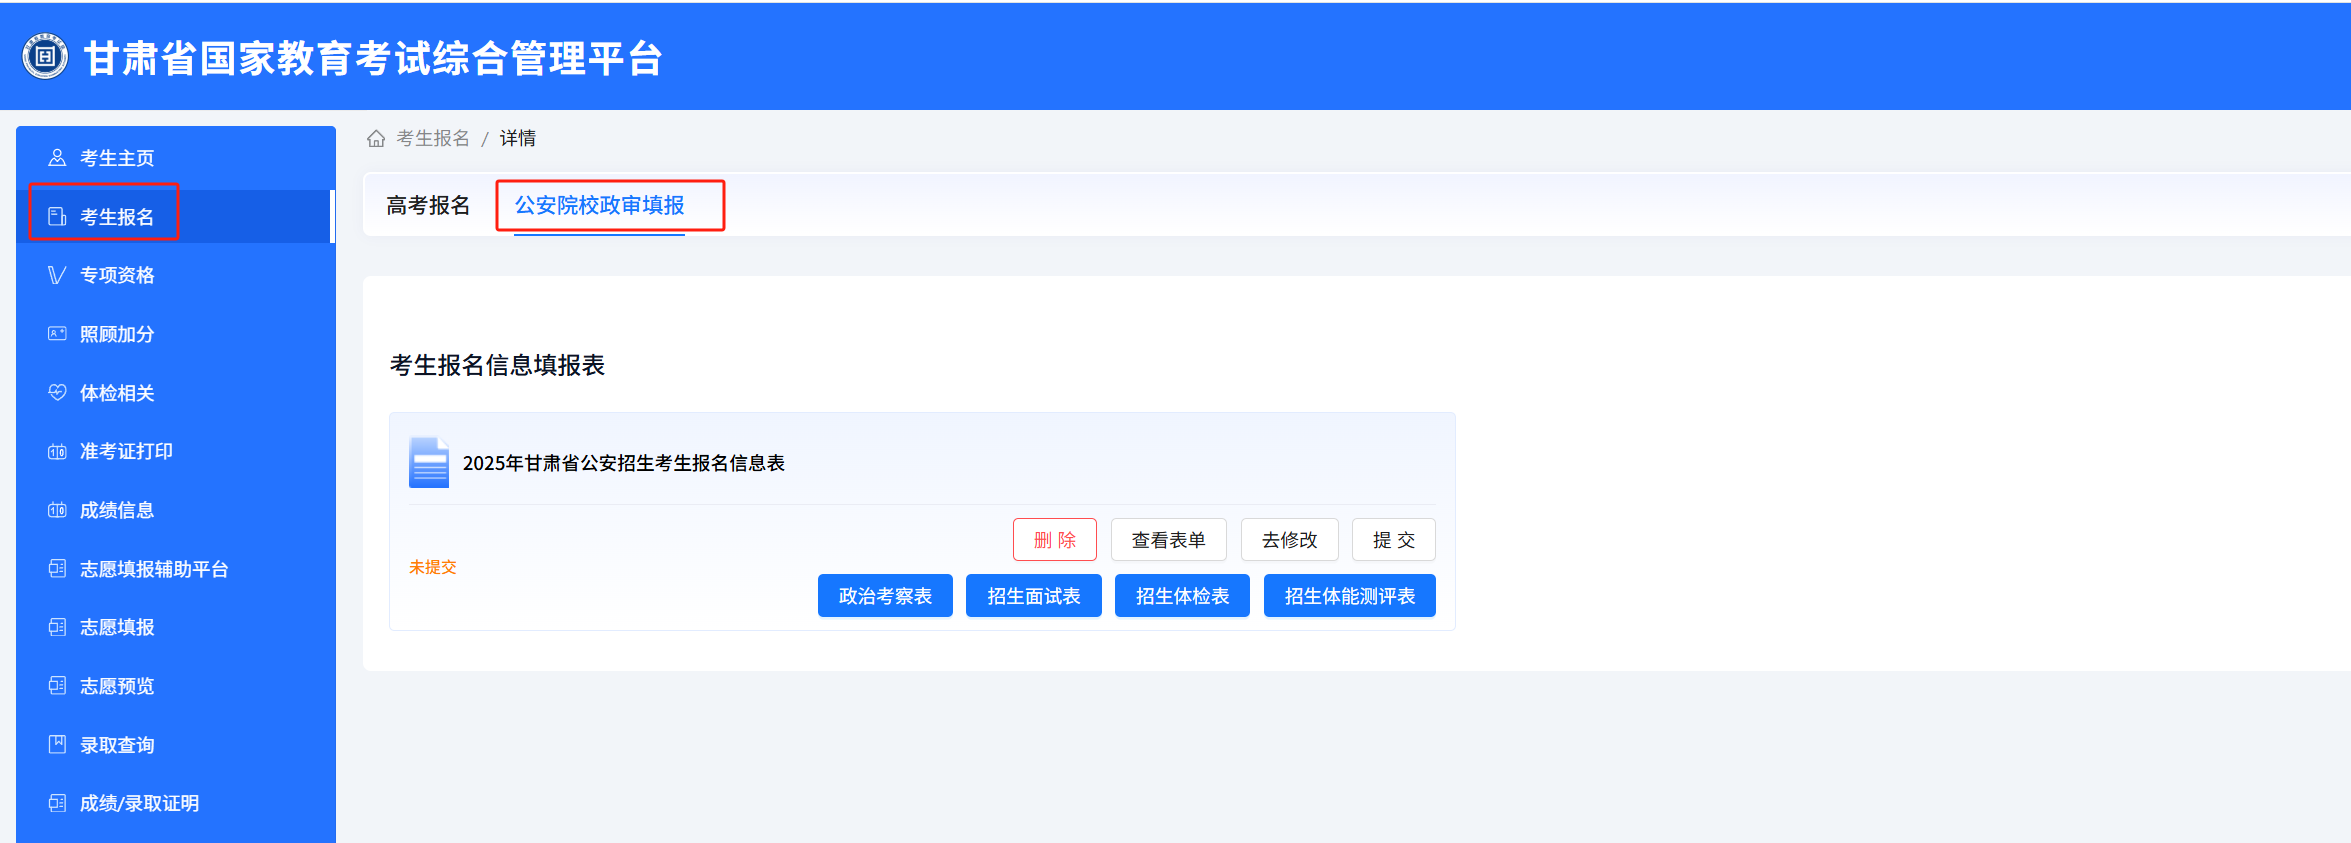 甘肃省国家教育考试综合管理平台
考生主页
考生报名
专项资格
照顾加分
体检相关
准考证打印
成绩信息
志愿填报辅助平台
志愿填报
志愿预览
录取查询
成绩/录取证明
考生报名 / 详情
高考报名 公安院校政审填报
考生报名信息填报表
2025年甘肃省公安招生考生报名信息表
删除 查看表单 去修改 提交
未提交
政治考察表 招生面试表 招生体检表 招生体能测评表